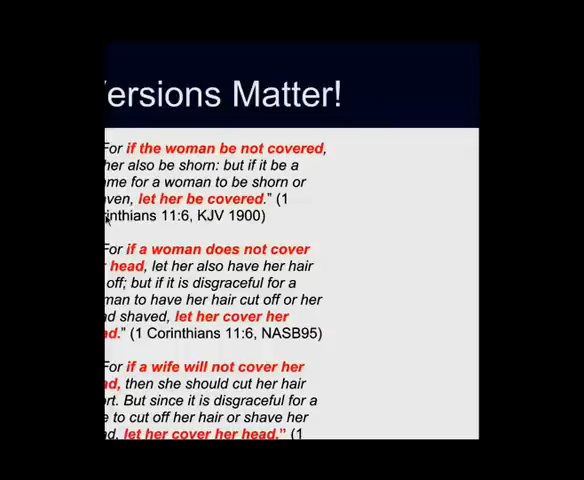 ersions Matter!
For if the woman be not covered,
her also be shorn: but if it be a
me for a woman to be shorn or
ven, let her be covered.” (1
inthians 11:6, KJV 1900)
For if a woman does not cover
head, let her also have her hair
off; but if it is disgraceful for a
man to have her hair cut off or her
d shaved, let her cover her
d.” (1 Corinthians 11:6, NASB95)
For if a wife will not cover her
d, then she should cut her hair
rt. But since it is disgraceful for a
e to cut off her hair or shave her
d, let her cover her head.” (1